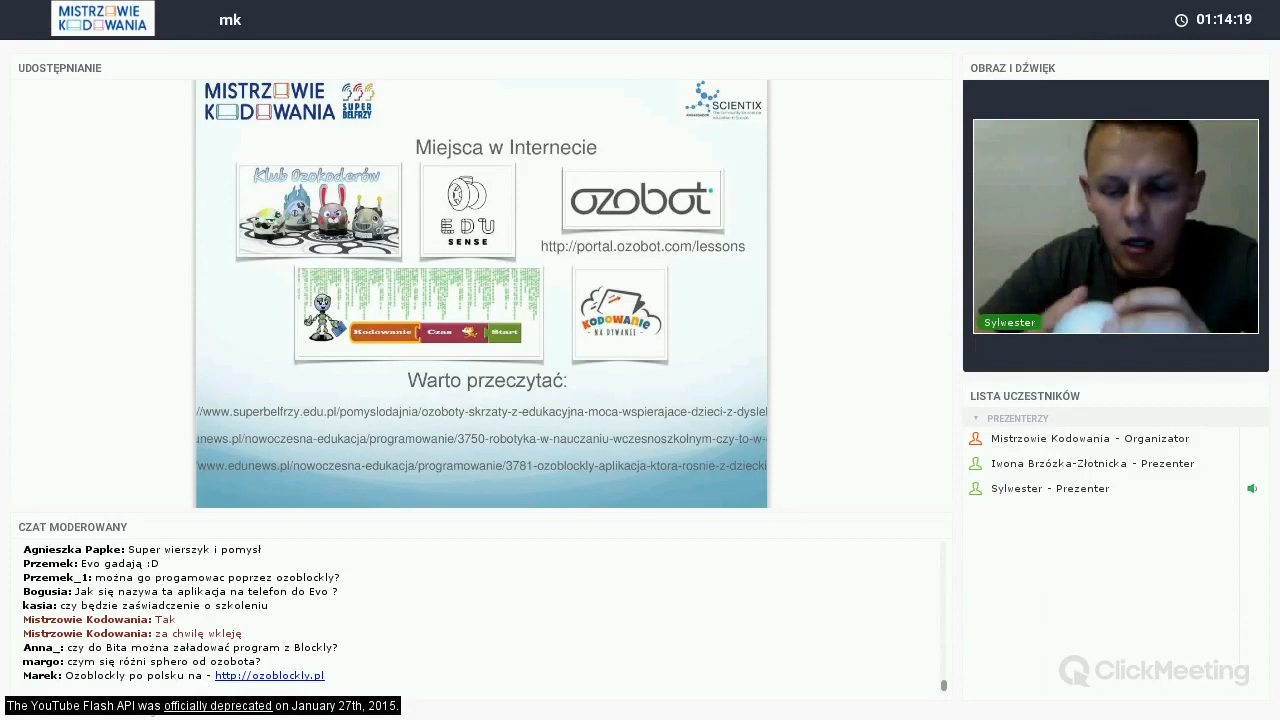 MISTRZOWIE
KODOWANIA
mk
01:14:19
UDOSTĘPNIANIE
MISTRZOWIE
KODOWANIA
SUPER
BELFRZY
SCIENTIX
Miejsca w Internecie
Klub Ozokoderów
EDU
SENSE
ozobot
http://portal.ozobot.com/lessons
Kodowanie Czas Start
KODOWANIE
NA DYWANIE
Warto przeczytać:
//www.superbelfrzy.edu.pl/pomyslodajnia/ozoboty-skrzaty-z-edukacyjna-moca-wspierajace-dzieci-z-dyslel
unews.pl/nowoczesna-edukacja/programowanie/3750-robotyka-w-nauczaniu-wczesnoszkolnym-czy-to-w-
/www.edunews.pl/nowoczesna-edukacja/programowanie/3781-ozoblockly-aplikacja-ktora-rosnie-z-dziecki
OBRAZ I DŹWIĘK
Sylwester
LISTA UCZESTNIKÓW
PREZENTERZY
Mistrzowie Kodowania - Organizator
Iwona Brzózka-Złotnicka - Prezenter
Sylwester - Prezenter
CZAT MODEROWANY
Agnieszka Papke: Super wierszyk i pomysł
Przemek: Evo gadają :D
Przemek_1: można go progamowac poprzez ozoblockly?
Bogusia: Jak się nazywa ta aplikacja na telefon do Evo ?
kasia: czy będzie zaświadczenie o szkoleniu
Mistrzowie Kodowania: Tak
Mistrzowie Kodowania: za chwilę wkleję
Anna_: czy do Bita można załadować program z Blockly?
margo: czym się różni sphero od ozobota?
Marek: Ozoblockly po polsku na - http://ozoblockly.pl
ClickMeeting
The YouTube Flash API was officially deprecated on January 27th, 2015.